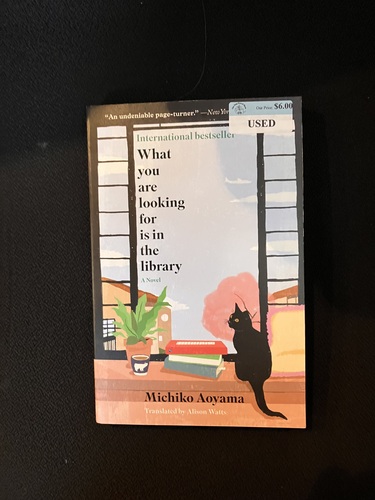 "An undeniable page-turner." —New
Our Price $6.00
USED
International bestseller
What
you
are
looking
for
is in
the
library
A Novel
Michiko Aoyama
Translated by Alison Watts